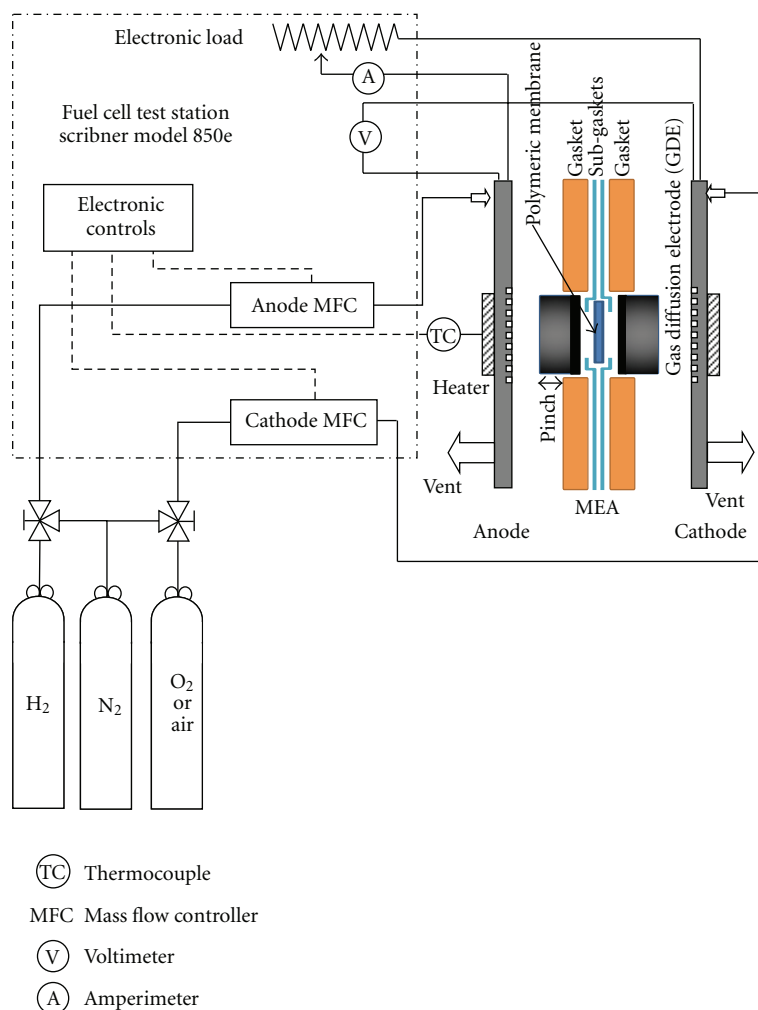 Electronic load
A
Fuel cell test station
scribner model 850e
V
Electronic
controls
Anode MFC
TC
Heater
Cathode MFC
Polymeric membrane
Gasket
Sub-gaskets
Gasket
Gas diffusion electrode (GDE)
Pinch
Vent
MEA
Vent
Anode
Cathode
H₂
N₂
O₂
or
air
TC Thermocouple
MFC Mass flow controller
V Voltimeter
A Amperimeter